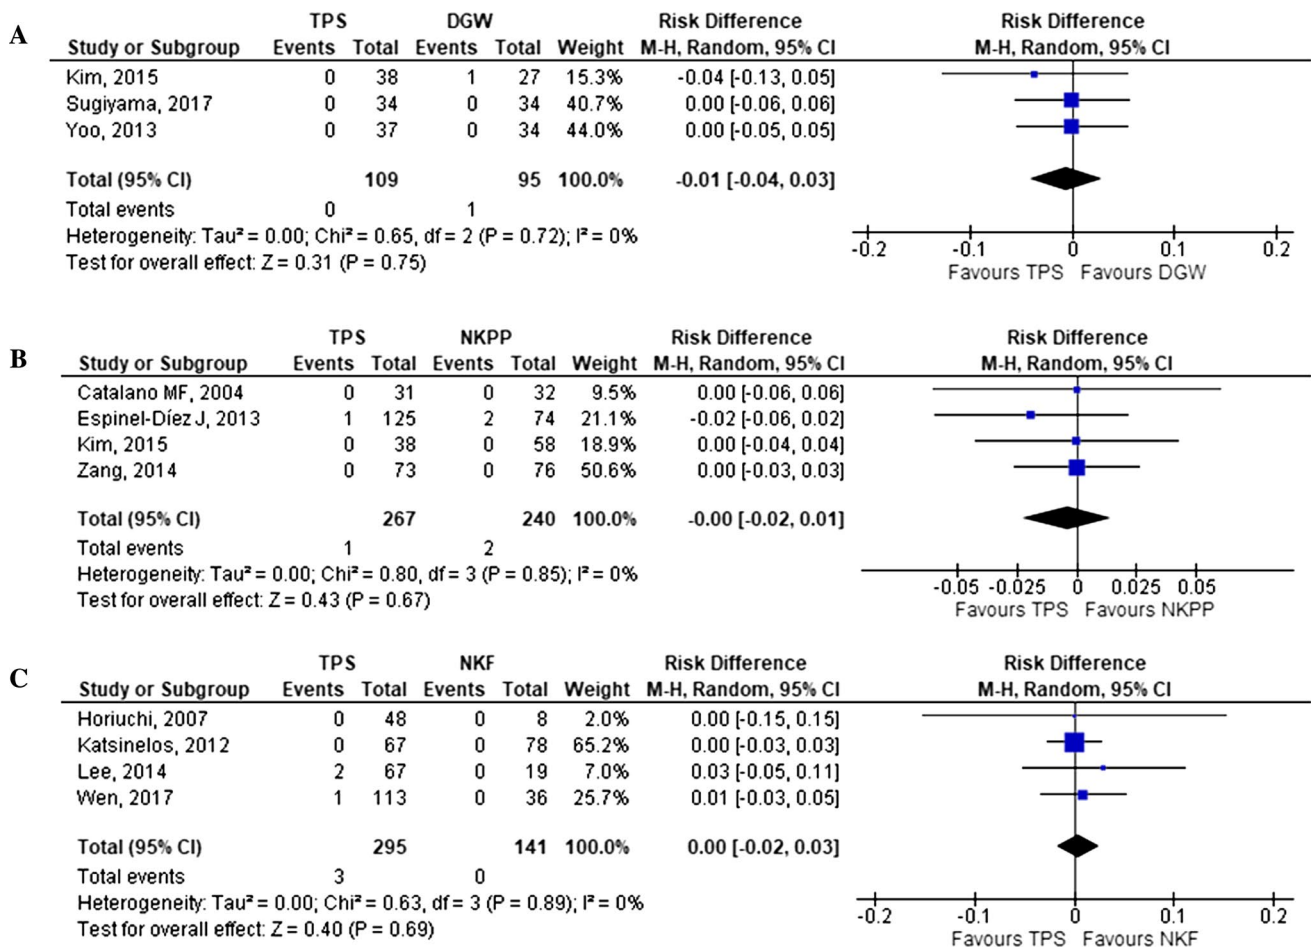 A
TPS DGW Risk Difference Risk Difference
Study or Subgroup Events Total Events Total Weight M-H, Random, 95% CI M-H, Random, 95% CI
Kim, 2015 0 38 1 27 15.3% -0.04 [-0.13, 0.05]
Sugiyama, 2017 0 34 0 34 40.7% 0.00 [-0.06, 0.06]
Yoo, 2013 0 37 0 34 44.0% 0.00 [-0.05, 0.05]
Total (95% CI) 109 95 100.0% -0.01 [-0.04, 0.03]
Total events 0 1
Heterogeneity: Tau² = 0.00; Chi² = 0.65, df = 2 (P = 0.72); I² = 0%
Test for overall effect: Z = 0.31 (P = 0.75)
-0.2 -0.1 0 0.1 0.2
Favours TPS Favours DGW
B
TPS NKPP Risk Difference Risk Difference
Study or Subgroup Events Total Events Total Weight M-H, Random, 95% CI M-H, Random, 95% CI
Catalano MF, 2004 0 31 0 32 9.5% 0.00 [-0.06, 0.06]
Espinel-Díez J, 2013 1 125 2 74 21.1% -0.02 [-0.06, 0.02]
Kim, 2015 0 38 0 58 18.9% 0.00 [-0.04, 0.04]
Zang, 2014 0 73 0 76 50.6% 0.00 [-0.03, 0.03]
Total (95% CI) 267 240 100.0% -0.00 [-0.02, 0.01]
Total events 1 2
Heterogeneity: Tau² = 0.00; Chi² = 0.80, df = 3 (P = 0.85); I² = 0%
Test for overall effect: Z = 0.43 (P = 0.67)
-0.05 -0.025 0 0.025 0.05
Favours TPS Favours NKPP
C
TPS NKF Risk Difference Risk Difference
Study or Subgroup Events Total Events Total Weight M-H, Random, 95% CI M-H, Random, 95% CI
Horiuchi, 2007 0 48 0 8 2.0% 0.00 [-0.15, 0.15]
Katsinelos, 2012 0 67 0 78 65.2% 0.00 [-0.03, 0.03]
Lee, 2014 2 67 0 19 7.0% 0.03 [-0.05, 0.11]
Wen, 2017 1 113 0 36 25.7% 0.01 [-0.03, 0.05]
Total (95% CI) 295 141 100.0% 0.00 [-0.02, 0.03]
Total events 3 0
Heterogeneity: Tau² = 0.00; Chi² = 0.63, df = 3 (P = 0.89); I² = 0%
Test for overall effect: Z = 0.40 (P = 0.69)
-0.2 -0.1 0 0.1 0.2
Favours TPS Favours NKF